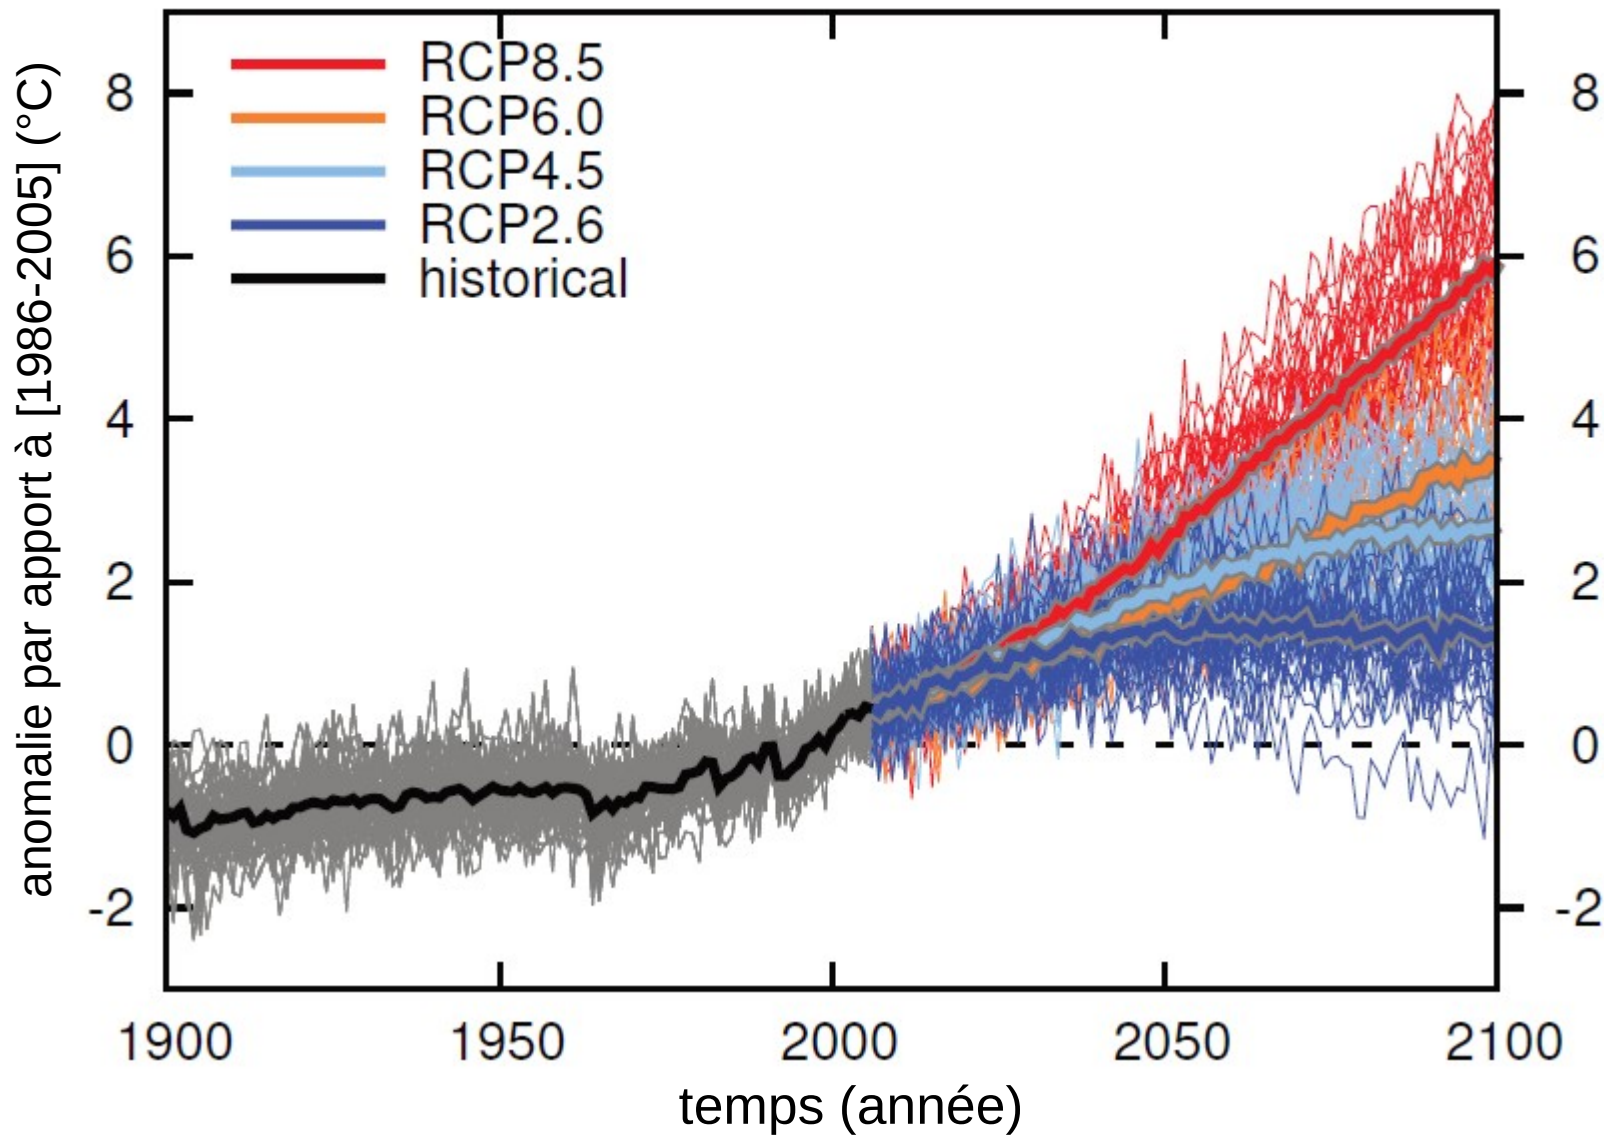 RCP8.5
RCP6.0
RCP4.5
RCP2.6
historical
anomalie par apport à [1986-2005] (°C)
8
6
4
2
0
-2
8
6
4
2
0
-2
1900 1950 2000 2050 2100
temps (année)